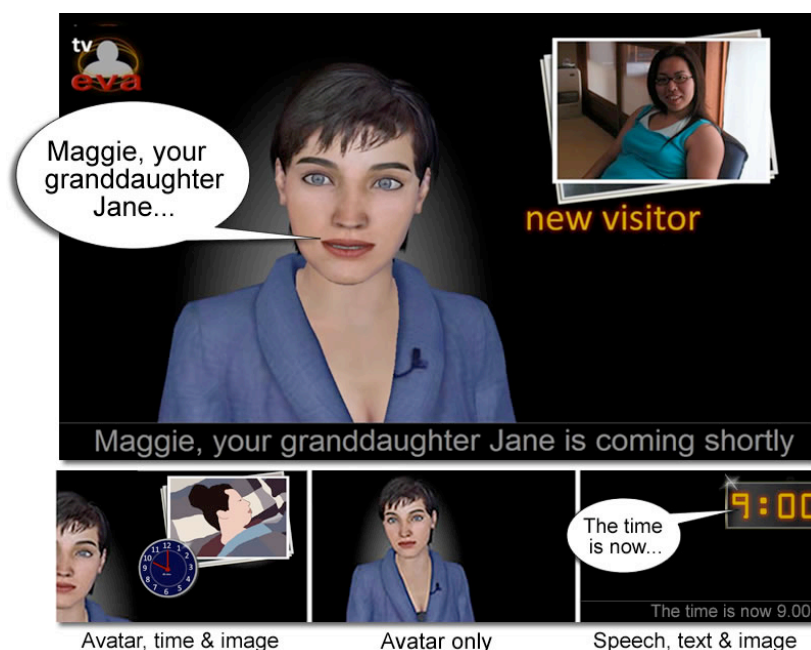 tv
eva
Maggie, your
granddaughter
Jane...
new visitor
Maggie, your granddaughter Jane is coming shortly
The time
is now...
9:00
The time is now 9.00
Avatar, time & image
Avatar only
Speech, text & image